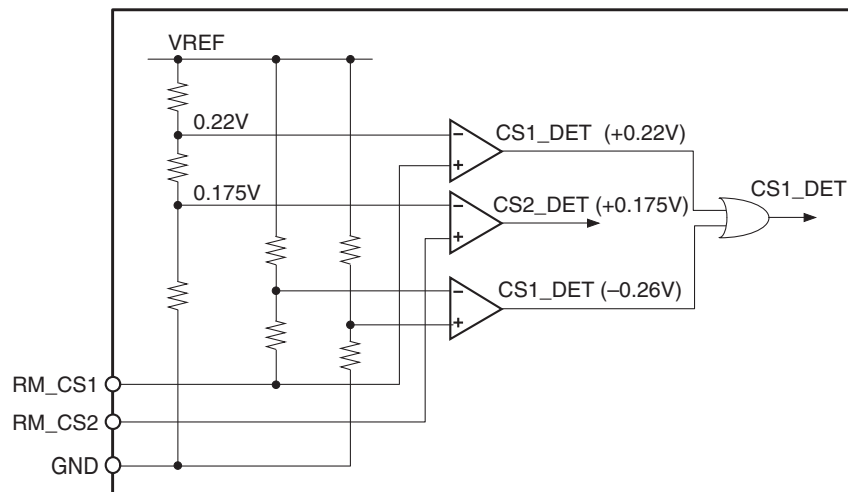 VREF
0.22V
CS1_DET (+0.22V)
CS1_DET
0.175V
CS2_DET (+0.175V)
CS1_DET (–0.26V)
RM_CS1
RM_CS2
GND